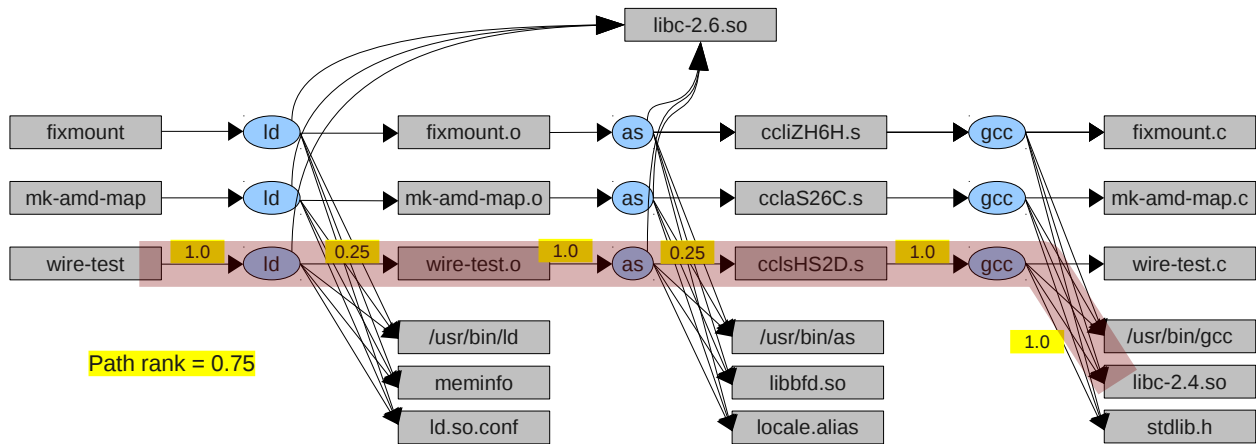 libc-2.6.so
fixmount ld fixmount.o as ccliZH6H.s gcc fixmount.c
mk-amd-map ld mk-amd-map.o as cclaS26C.s gcc mk-amd-map.c
1.0 0.25 1.0 0.25 1.0
wire-test ld wire-test.o as cclsHS2D.s gcc wire-test.c
/usr/bin/ld /usr/bin/as /usr/bin/gcc
1.0
Path rank = 0.75
meminfo libbfd.so libc-2.4.so
ld.so.conf locale.alias stdlib.h